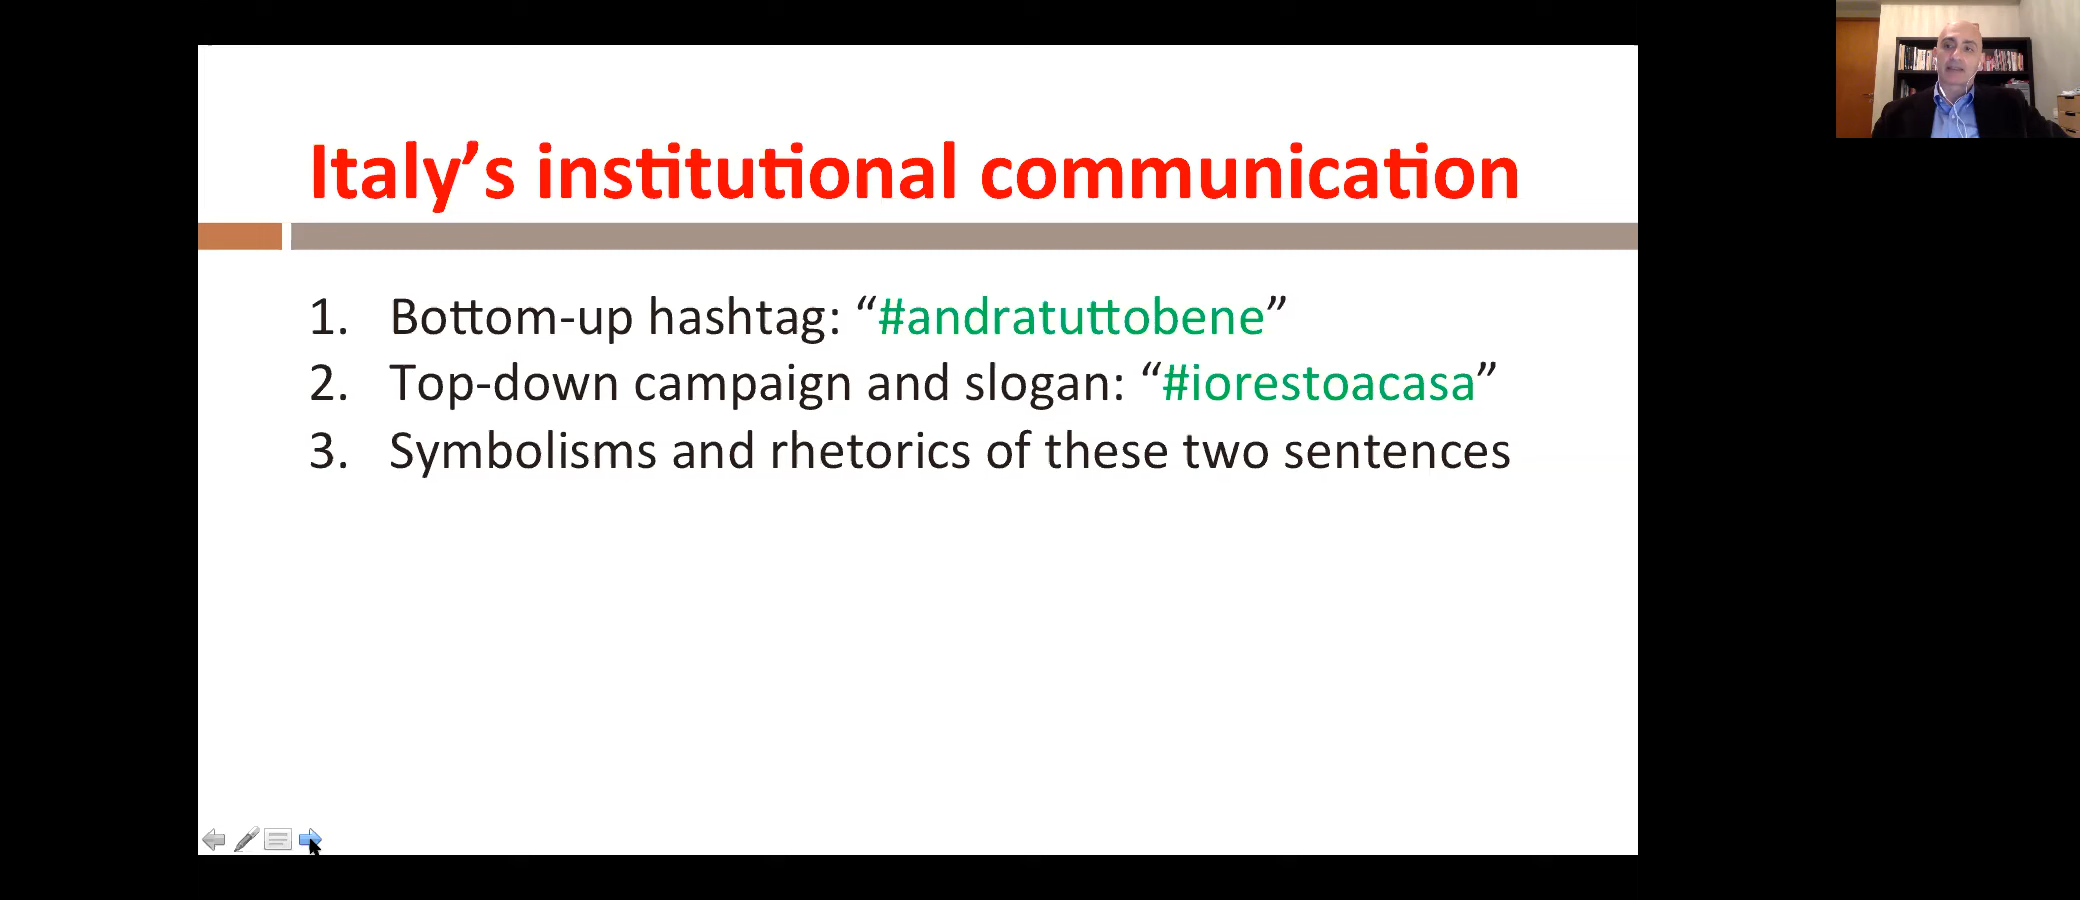 Italy’s institutional communication
1. Bottom-up hashtag: “#andratuttobene”
2. Top-down campaign and slogan: “#iorestoacasa”
3. Symbolisms and rhetorics of these two sentences